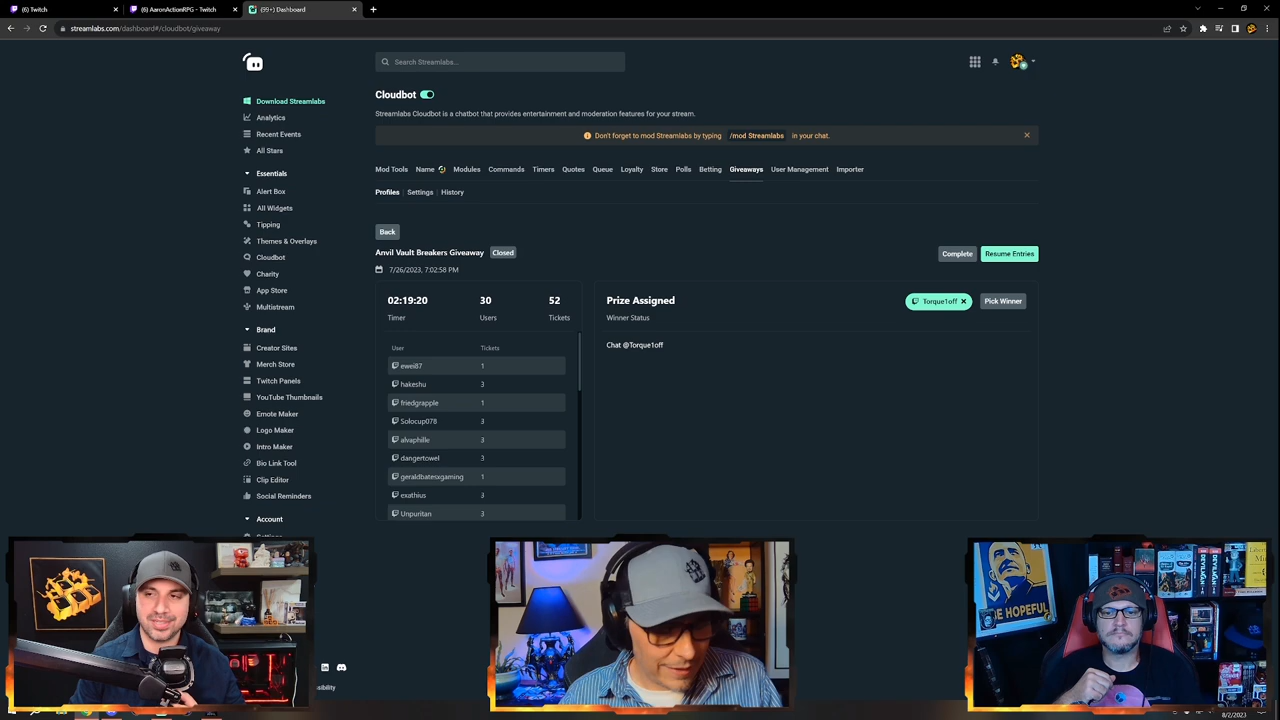 Twitch
(6) AaronActionRPG - Twitch
(99+) Dashboard
streamlabs.com/dashboard#/cloudbot/giveaway
Search Streamlabs...
Cloudbot
Streamlabs Cloudbot is a chatbot that provides entertainment and moderation features for your stream.
Don't forget to mod Streamlabs by typing /mod Streamlabs in your chat.
Mod Tools Name Modules Commands Timers Quotes Queue Loyalty Store Polls Betting Giveaways User Management Importer
Profiles Settings History
Download Streamlabs
Analytics
Recent Events
All Stars
Essentials
Alert Box
All Widgets
Tipping
Themes & Overlays
Cloudbot
Charity
App Store
Multistream
Brand
Creator Sites
Merch Store
Twitch Panels
YouTube Thumbnails
Emote Maker
Logo Maker
Intro Maker
Bio Link Tool
Clip Editor
Social Reminders
Account
Back
Anvil Vault Breakers Giveaway Closed
Complete Resume Entries
7/26/2023, 7:02:58 PM
02:19:20 30 52
Timer Users Tickets
User Tickets
ewei87 1
hakeshu 3
friedgrapple 1
Solocup078 3
alvaphille 3
dangertowel 3
geraldbatesxgaming 1
exathius 3
Unpuritan 3
Prize Assigned
Torque1off Pick Winner
Winner Status
Chat @Torque1off
DE HOPEFUL
8/2/2023